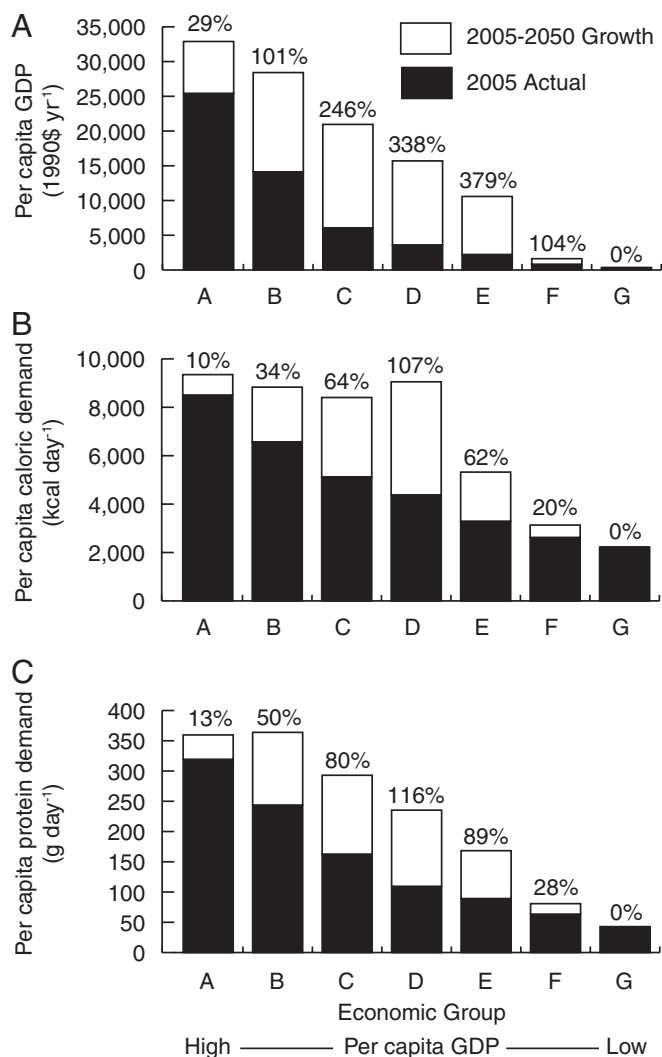 A
Per capita GDP
(1990$ yr⁻¹)
35,000
30,000
25,000
20,000
15,000
10,000
5,000
0
29%
101%
246%
338%
379%
104%
0%
2005-2050 Growth
2005 Actual
A B C D E F G
B
Per capita caloric demand
(kcal day⁻¹)
10,000
8,000
6,000
4,000
2,000
0
10%
34%
64%
107%
62%
20%
0%
A B C D E F G
C
Per capita protein demand
(g day⁻¹)
400
350
300
250
200
150
100
50
0
13%
50%
80%
116%
89%
28%
0%
A B C D E F G
Economic Group
High Per capita GDP Low